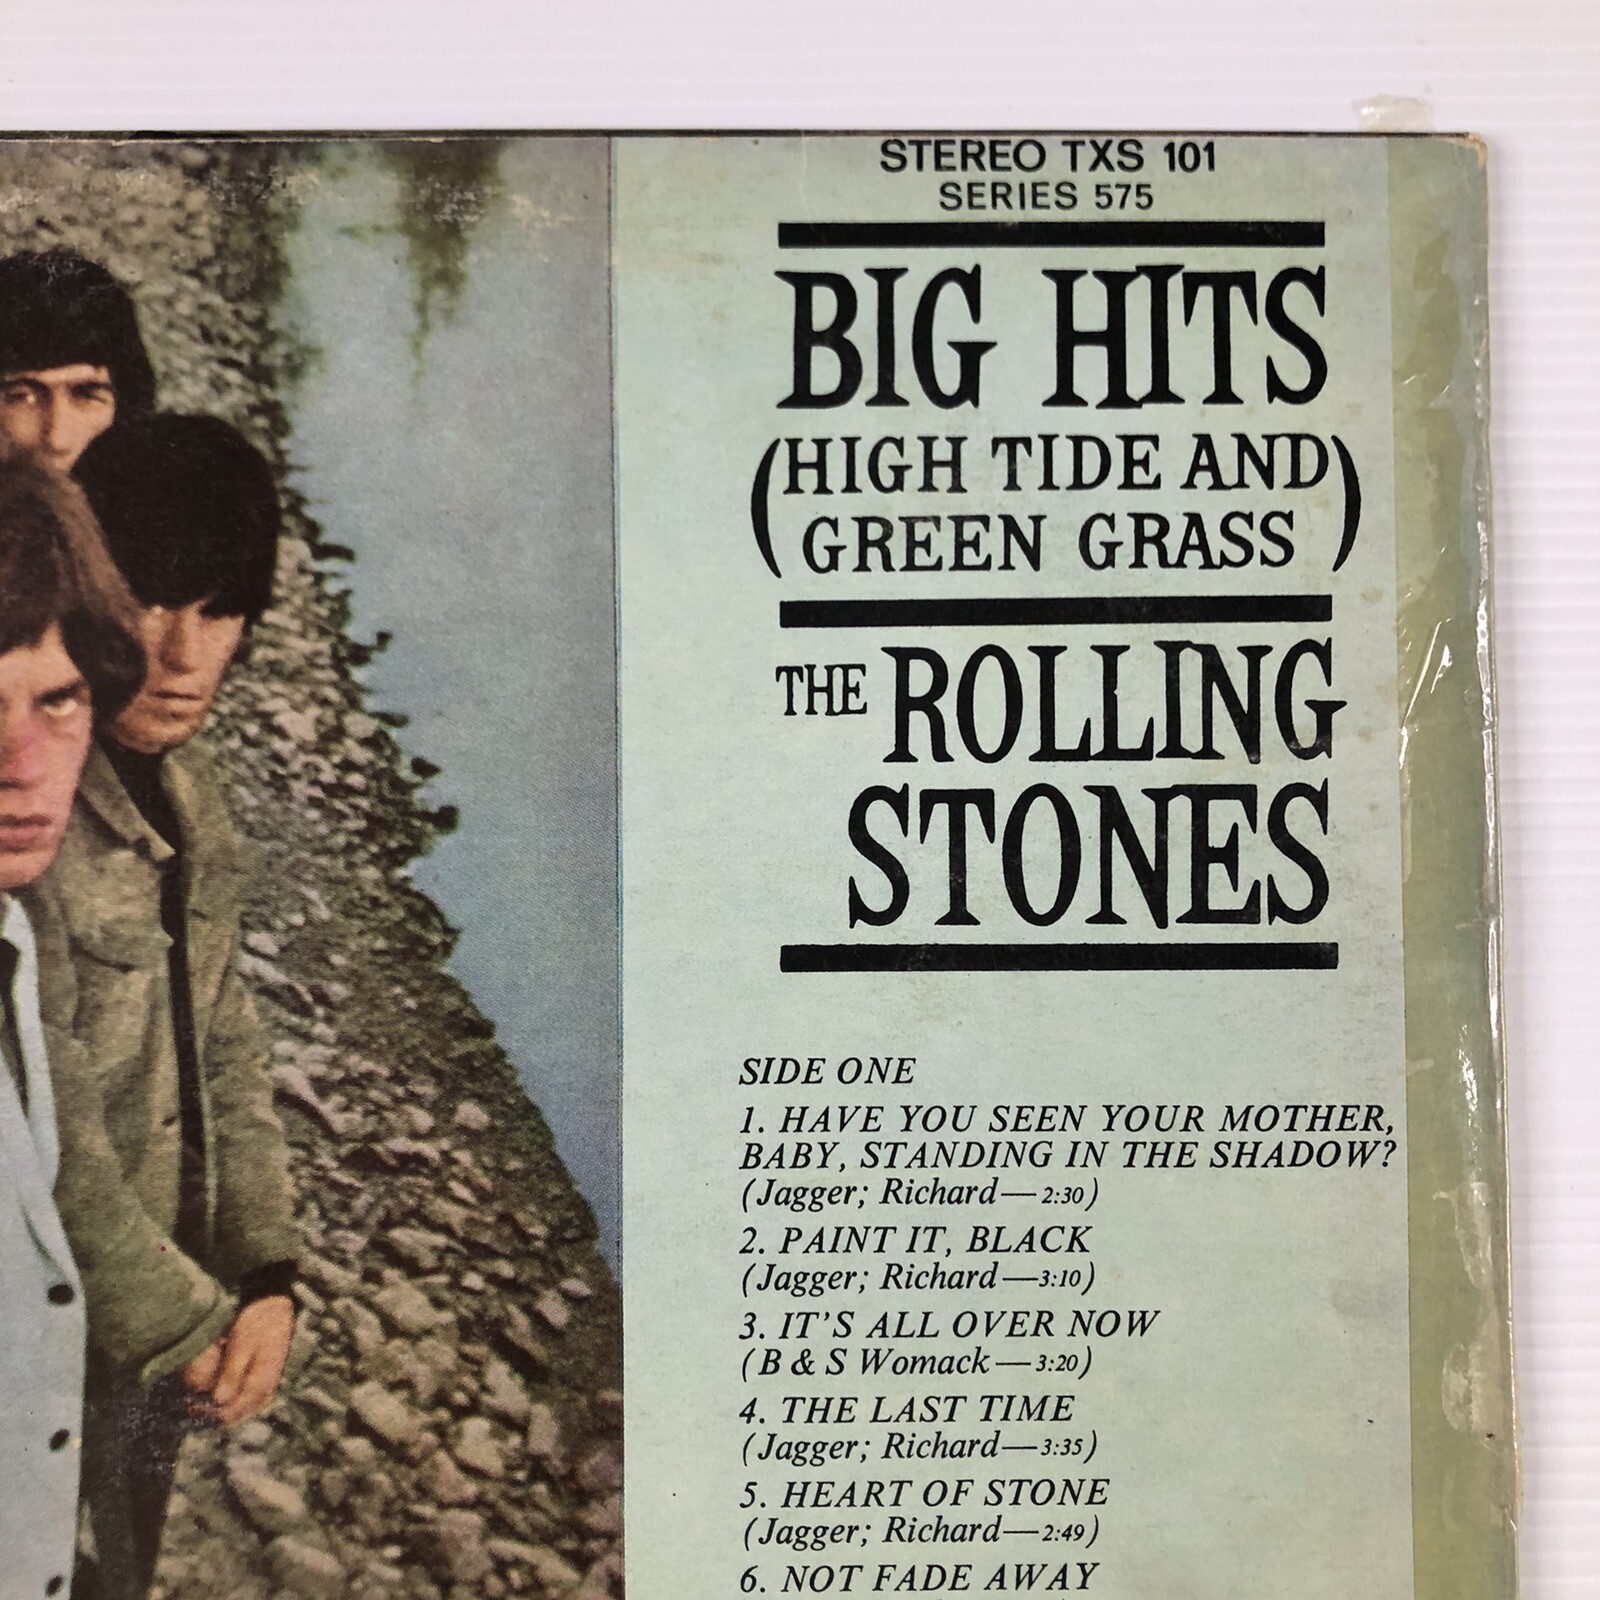 STEREO TXS 101
SERIES 575
BIG HITS
(HIGH TIDE AND
GREEN GRASS)
THE ROLLING
STONES
SIDE ONE
1. HAVE YOU SEEN YOUR MOTHER,
BABY, STANDING IN THE SHADOW?
(Jagger; Richard—2:30)
2. PAINT IT, BLACK
(Jagger; Richard—3:10)
3. IT'S ALL OVER NOW
(B & S Womack—3:20)
4. THE LAST TIME
(Jagger; Richard—3:35)
5. HEART OF STONE
(Jagger; Richard—2:49)
6. NOT FADE AWAY